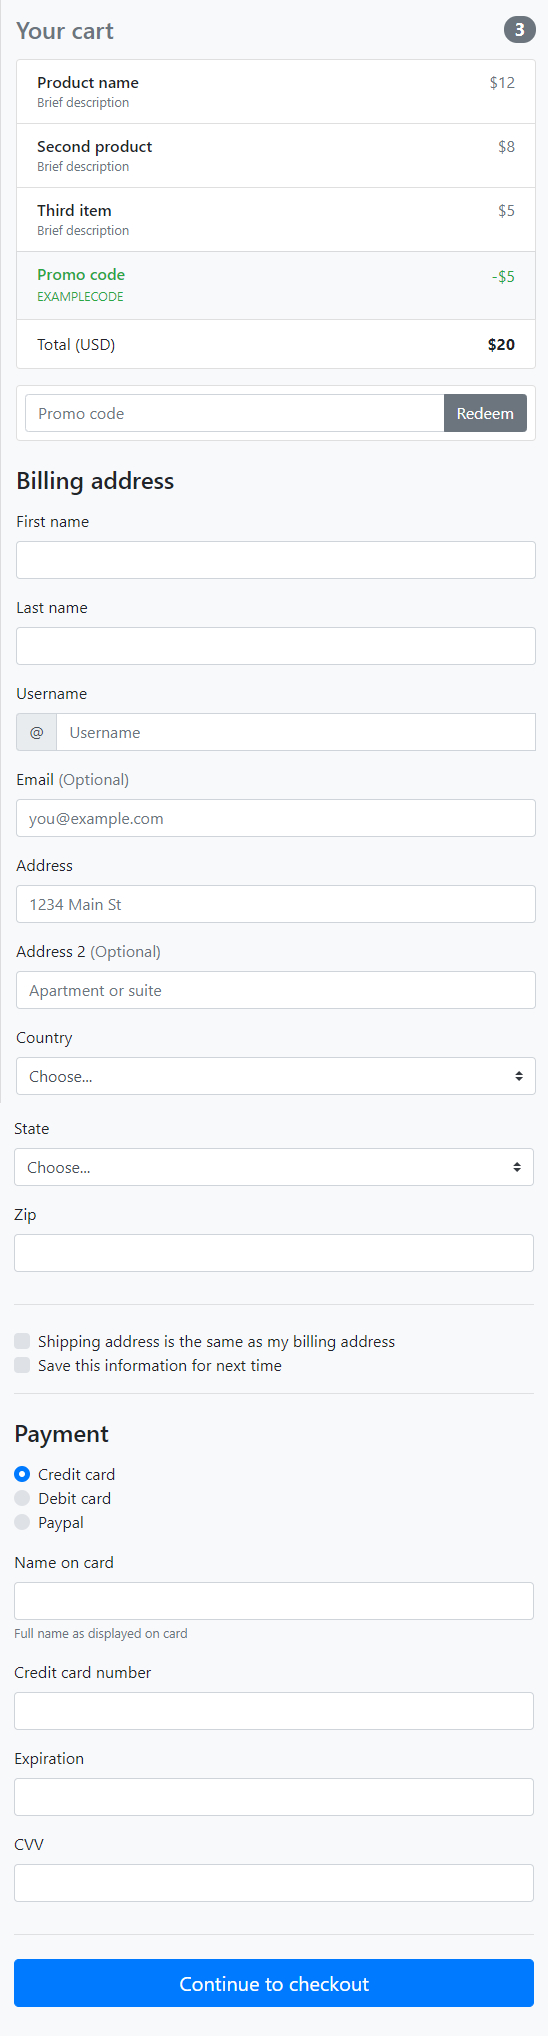 Your cart 3
Product name $12
Brief description
Second product $8
Brief description
Third item $5
Brief description
Promo code -$5
EXAMPLECODE
Total (USD) $20
Promo code Redeem
Billing address
First name
Last name
Username
@ Username
Email (Optional)
you@example.com
Address
1234 Main St
Address 2 (Optional)
Apartment or suite
Country
Choose...
State
Choose...
Zip
Shipping address is the same as my billing address
Save this information for next time
Payment
Credit card
Debit card
Paypal
Name on card
Full name as displayed on card
Credit card number
Expiration
CVV
Continue to checkout